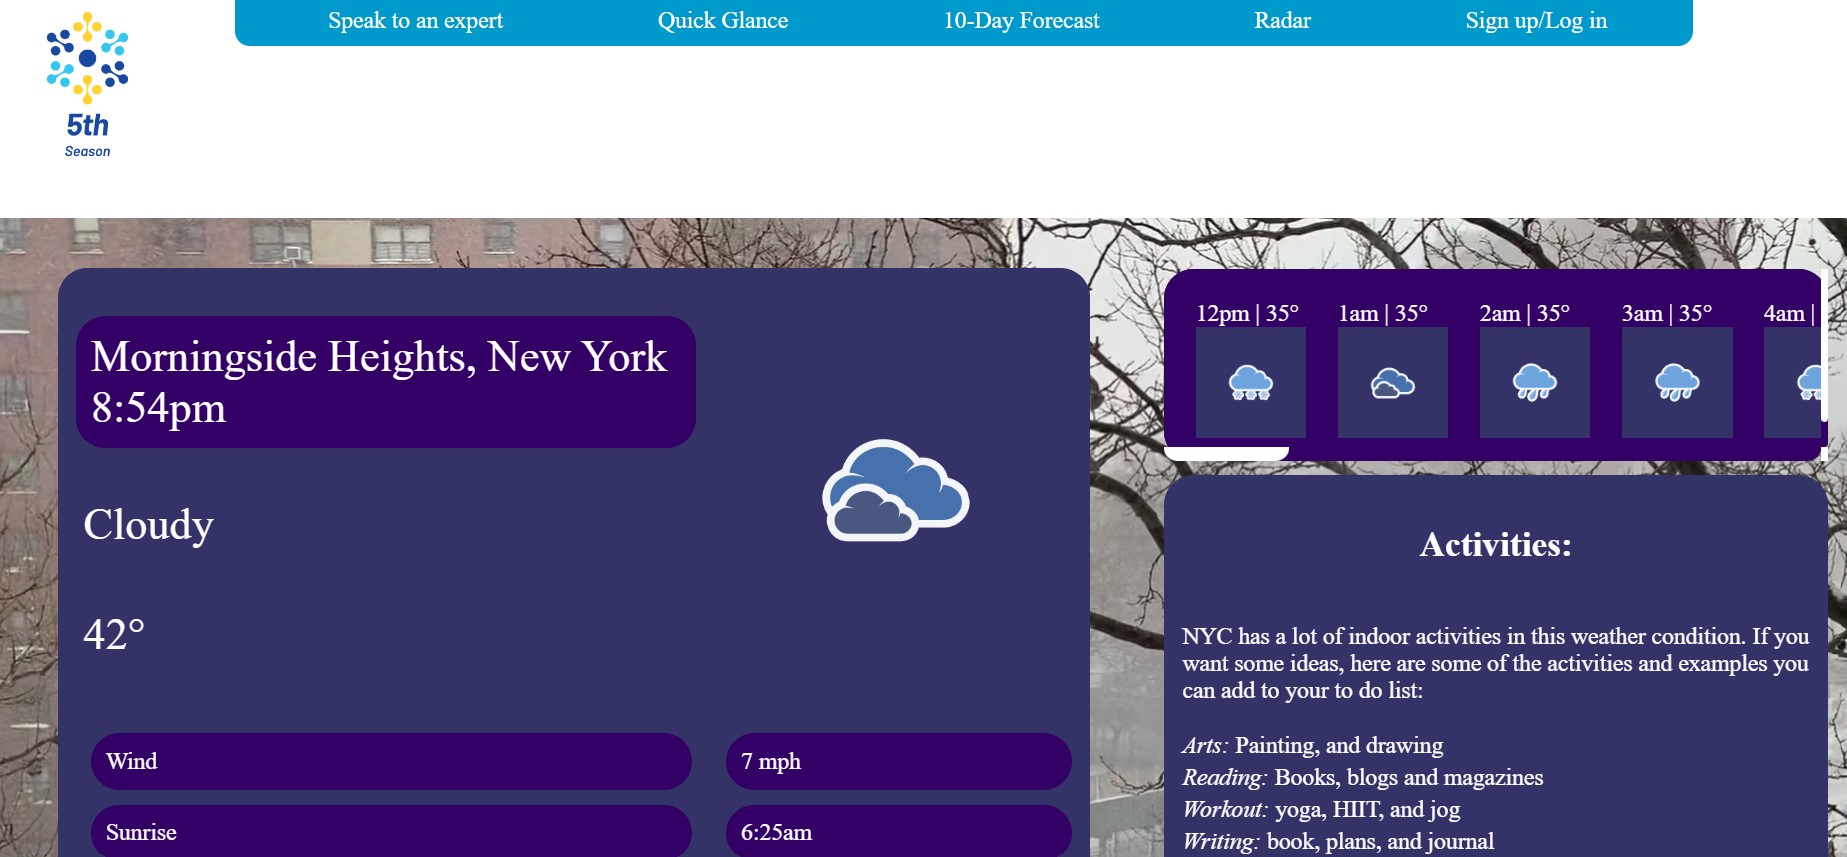 Speak to an expert
Quick Glance
10-Day Forecast
Radar
Sign up/Log in
5th
Season
Morningside Heights, New York
8:54pm
Cloudy
42°
Wind
7 mph
Sunrise
6:25am
12pm | 35°
1am | 35°
2am | 35°
3am | 35°
4am |
Activities:
NYC has a lot of indoor activities in this weather condition. If you
want some ideas, here are some of the activities and examples you
can add to your to do list:
Arts: Painting, and drawing
Reading: Books, blogs and magazines
Workout: yoga, HIIT, and jog
Writing: book, plans, and journal